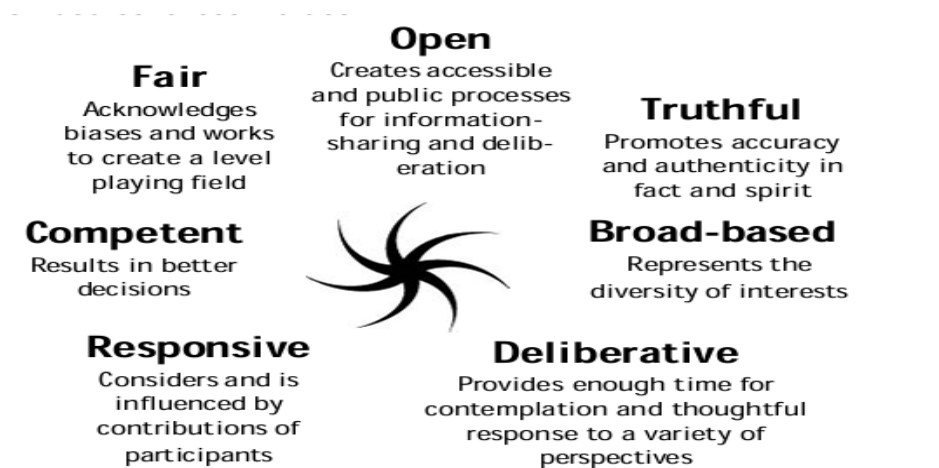 Open
Creates accessible
and public processes
for information-
sharing and delib-
eration
Truthful
Promotes accuracy
and authenticity in
fact and spirit
Broad-based
Represents the
diversity of interests
Deliberative
Provides enough time for
contemplation and thoughtful
response to a variety of
perspectives
Responsive
Considers and is
influenced by
contributions of
participants
Competent
Results in better
decisions
Fair
Acknowledges
biases and works
to create a level
playing field